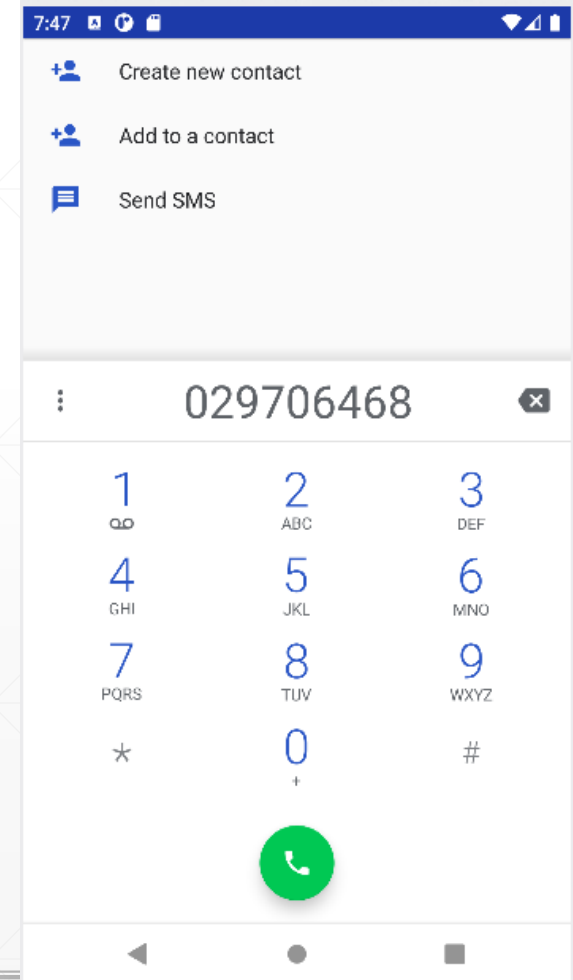 7:47
Create new contact
Add to a contact
Send SMS
029706468
1 2 3
ABC DEF
4 5 6
GHI JKL MNO
7 8 9
PQRS TUV WXYZ
* 0 #
+